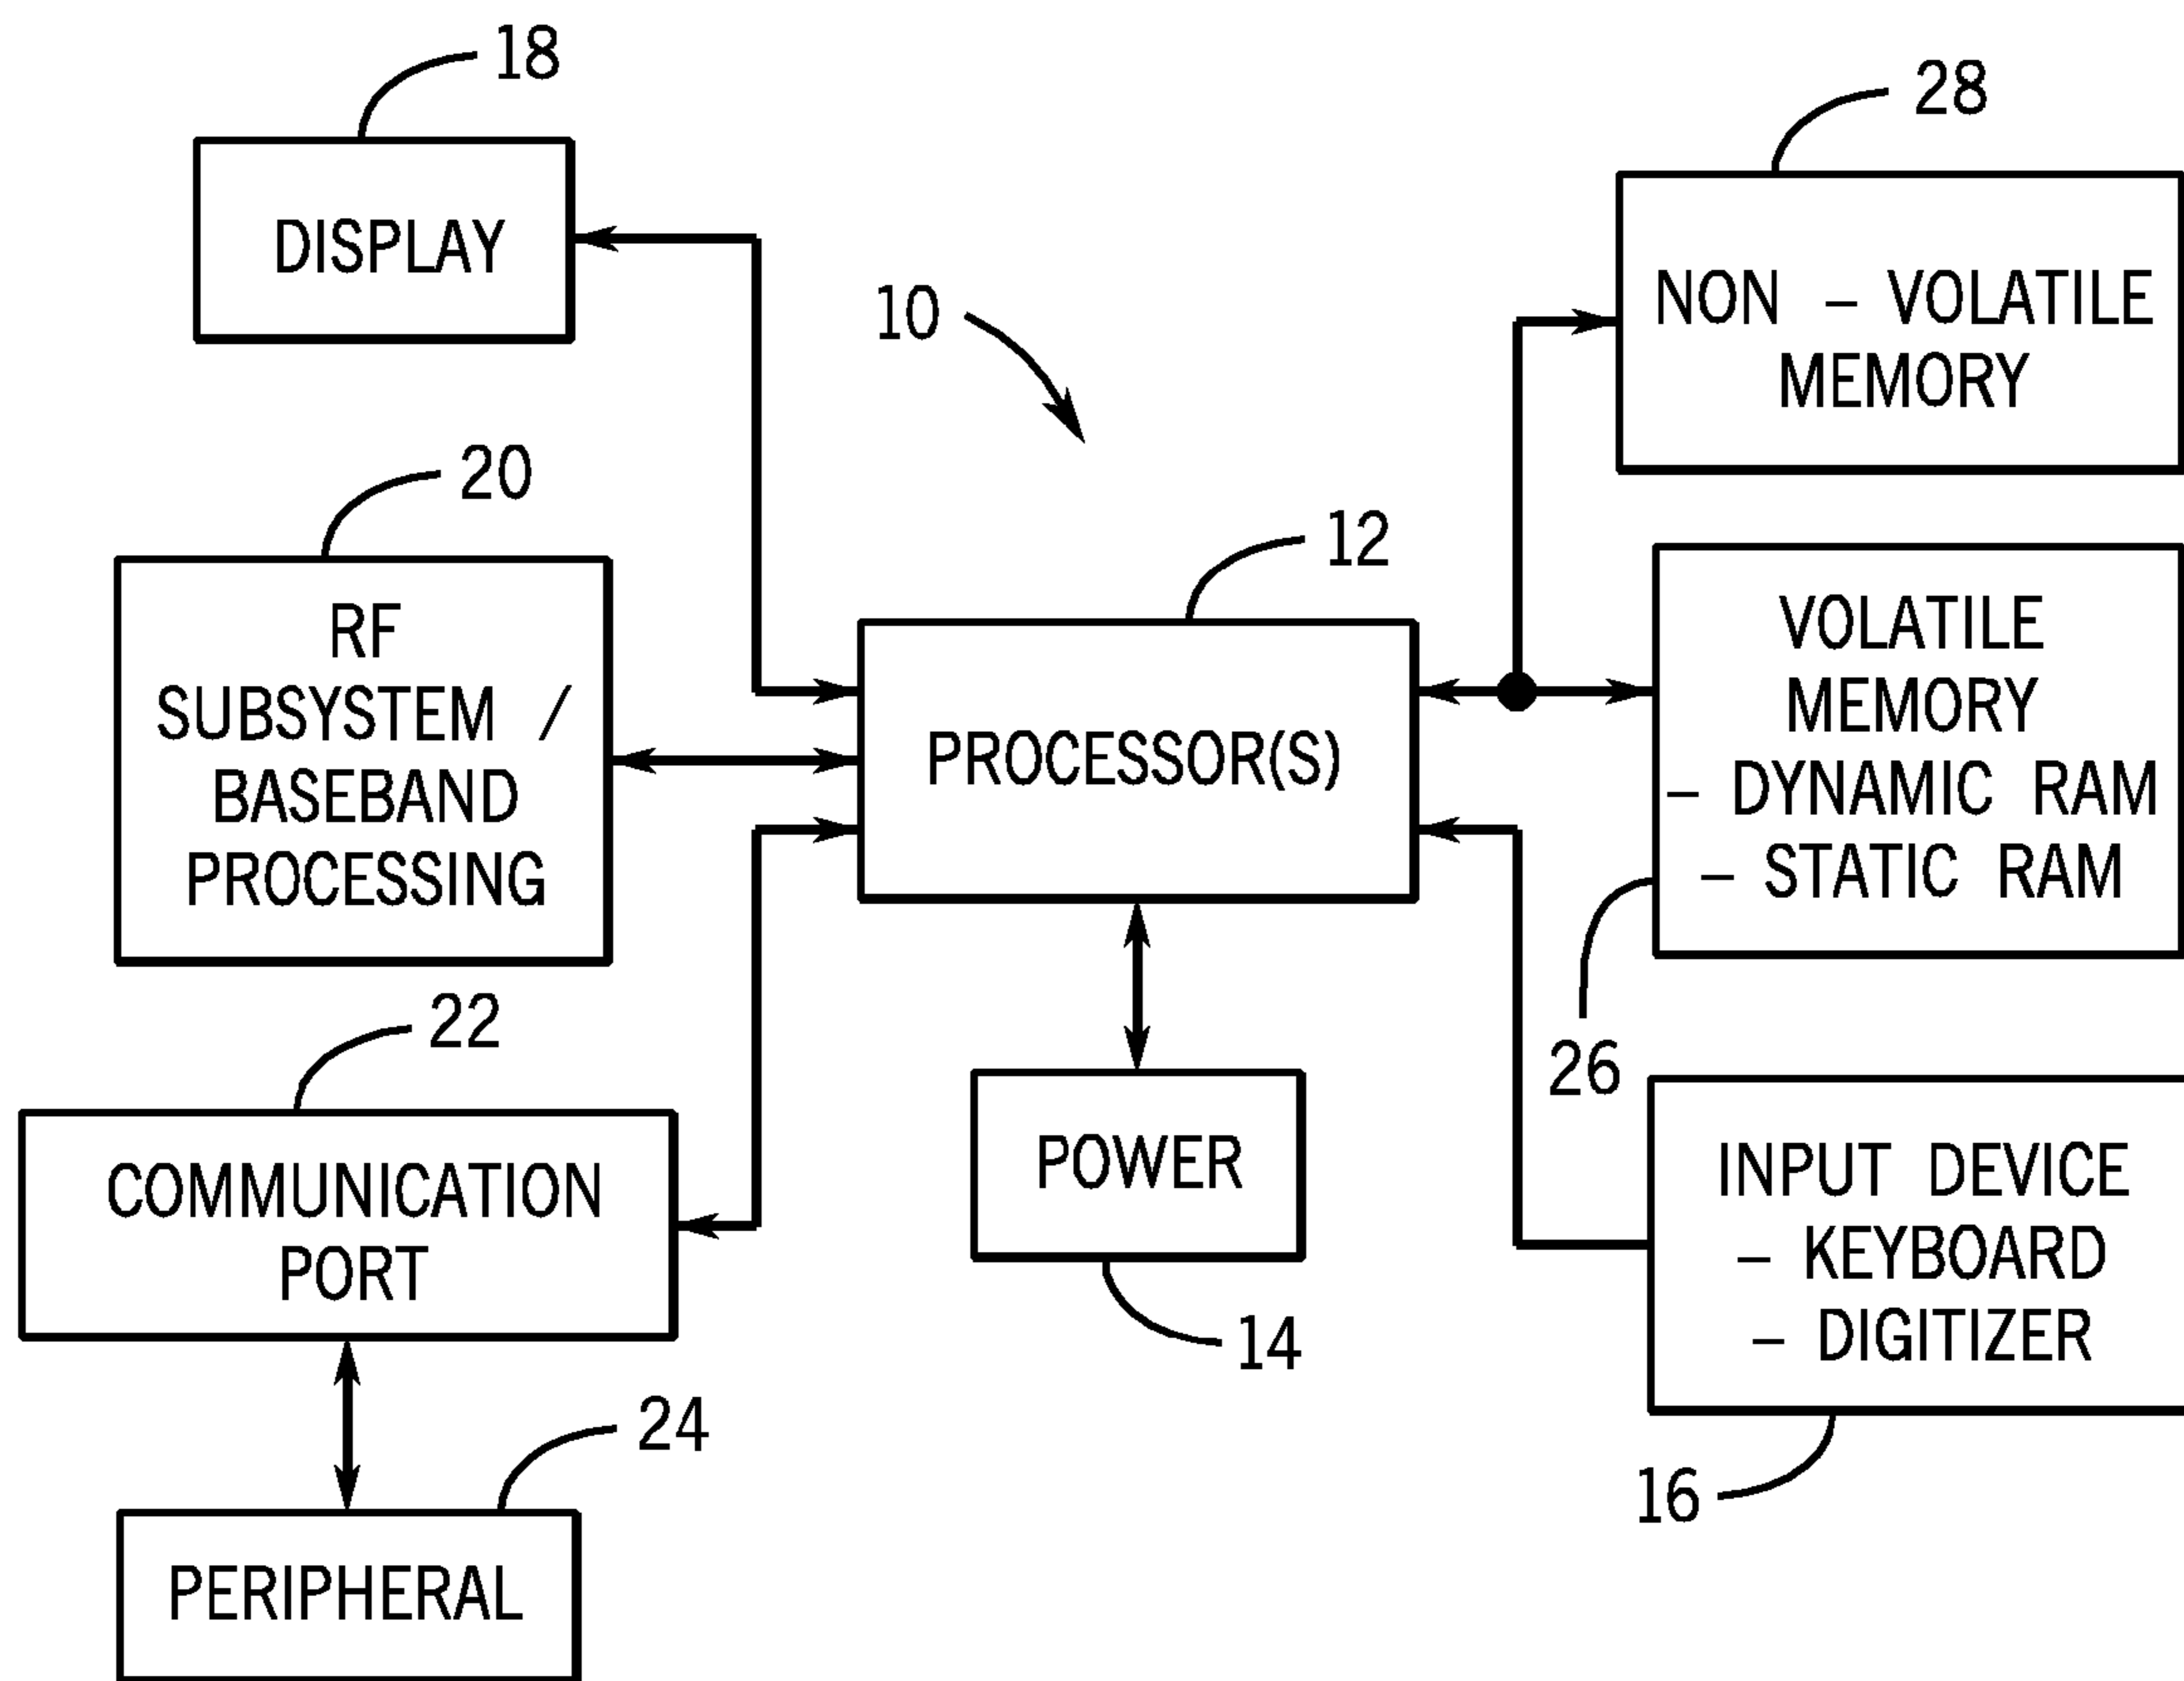 18
DISPLAY
10
28
NON - VOLATILE
MEMORY
20
RF
SUBSYSTEM /
BASEBAND
PROCESSING
12
PROCESSOR(S)
VOLATILE
MEMORY
- DYNAMIC RAM
- STATIC RAM
26
22
COMMUNICATION
PORT
POWER
14
INPUT DEVICE
- KEYBOARD
- DIGITIZER
16
24
PERIPHERAL